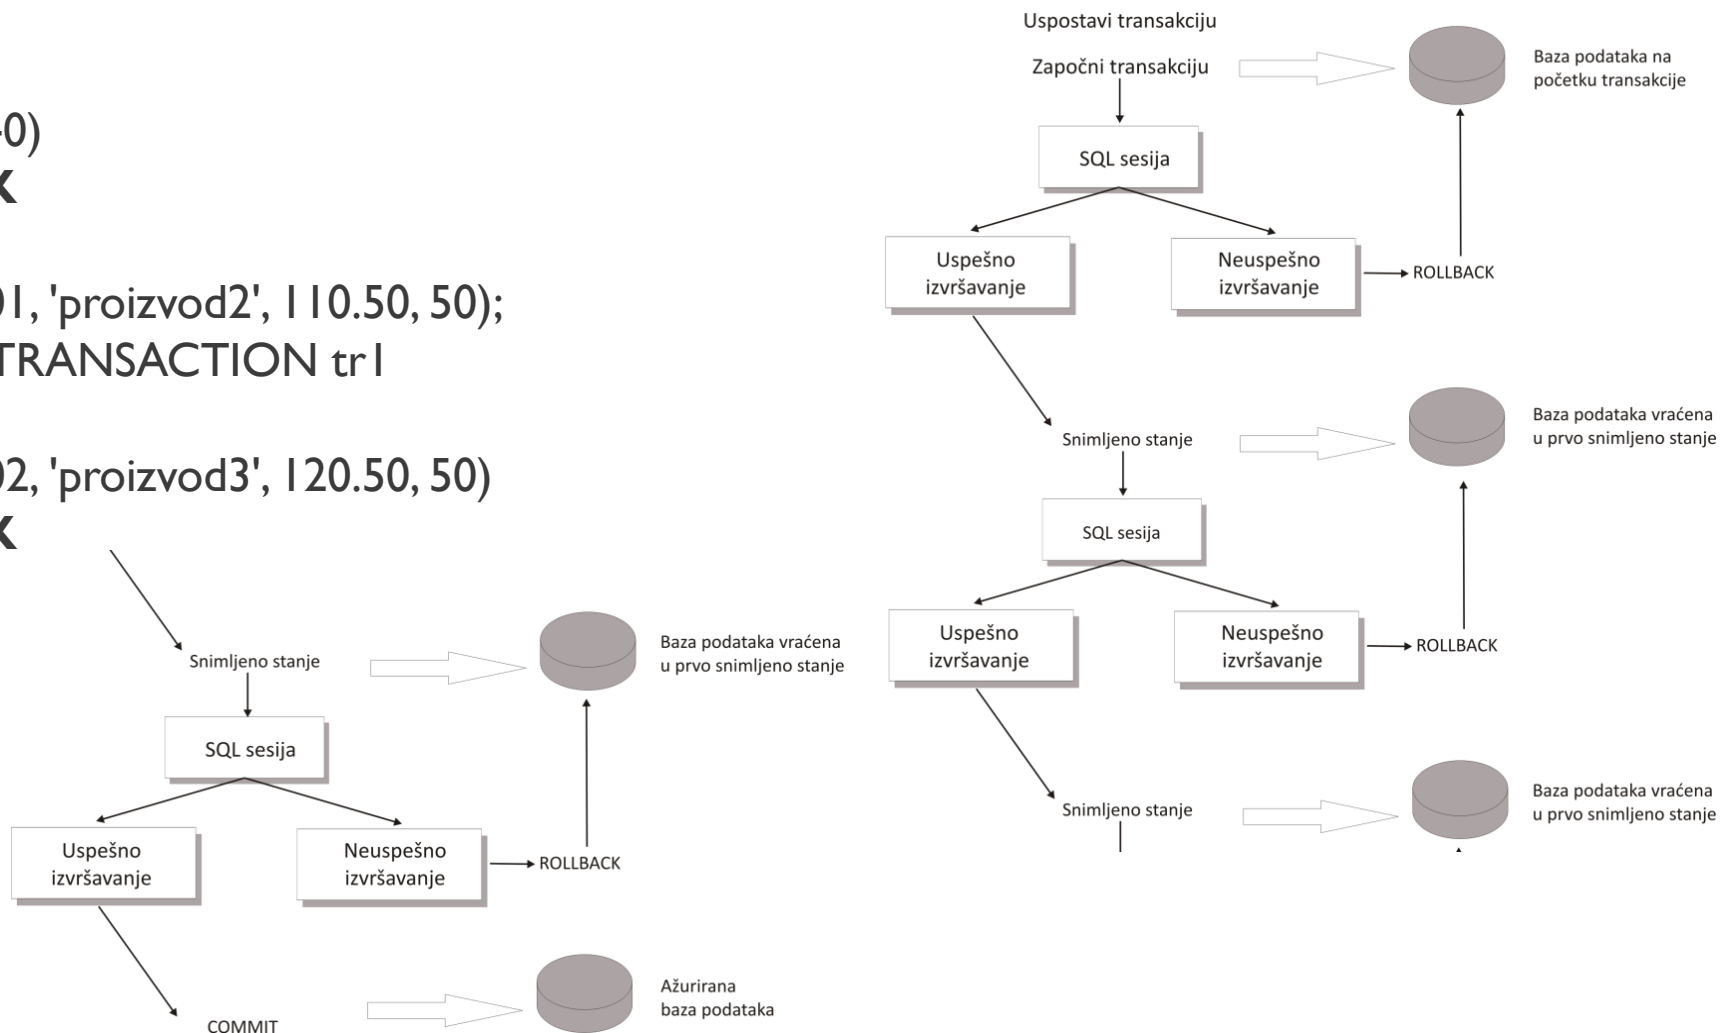 -0)
K
01, 'proizvod2', 110.50, 50);
TRANSACTION tr1
02, 'proizvod3', 120.50, 50)
K
Uspostavi transakciju
Započni transakciju
Baza podataka na
početku transakcije
SQL sesija
Uspešno
izvršavanje
Neuspešno
izvršavanje
ROLLBACK
Snimljeno stanje
Baza podataka vraćena
u prvo snimljeno stanje
SQL sesija
Uspešno
izvršavanje
Neuspešno
izvršavanje
ROLLBACK
Snimljeno stanje
Baza podataka vraćena
u prvo snimljeno stanje
Snimljeno stanje
Baza podataka vraćena
u prvo snimljeno stanje
SQL sesija
Uspešno
izvršavanje
Neuspešno
izvršavanje
ROLLBACK
COMMIT
Ažurirana
baza podataka